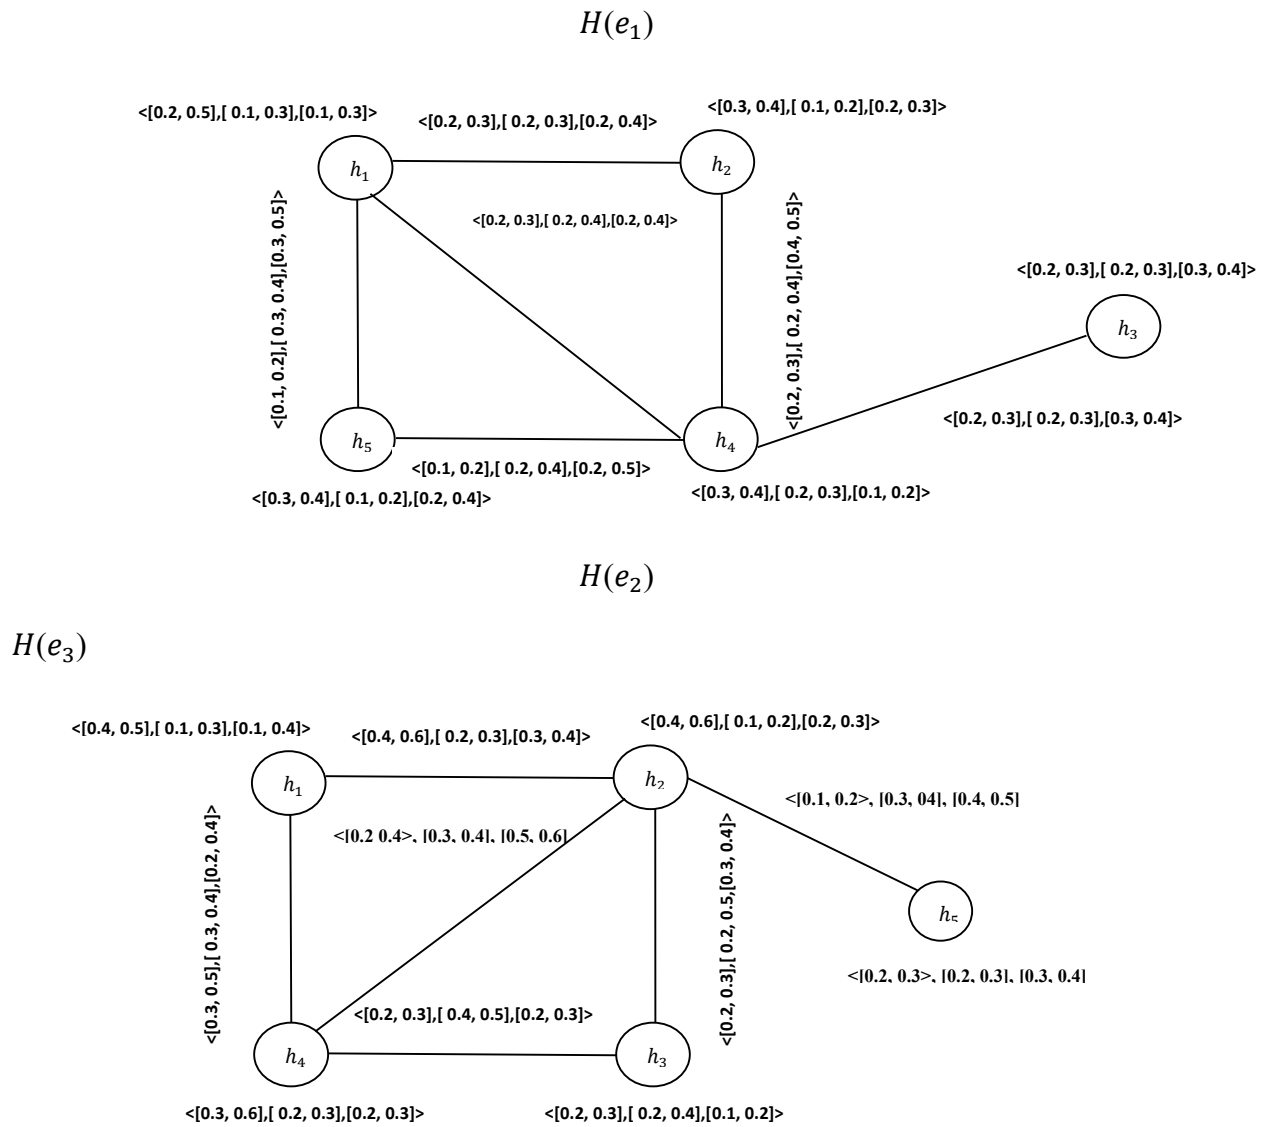 H(e₁)
<[0.2, 0.5],[ 0.1, 0.3],[0.1, 0.3]>
<[0.2, 0.3],[ 0.2, 0.3],[0.2, 0.4]>
<[0.3, 0.4],[ 0.1, 0.2],[0.2, 0.3]>
h₁
h₂
<[0.1, 0.2],[ 0.3, 0.4],[0.3, 0.5]>
<[0.2, 0.3],[ 0.2, 0.4],[0.2, 0.4]>
<[0.2, 0.3],[ 0.2, 0.4],[0.4, 0.5]>
<[0.2, 0.3],[ 0.2, 0.3],[0.3, 0.4]>
h₃
<[0.2, 0.3],[ 0.2, 0.3],[0.3, 0.4]>
h₅
h₄
<[0.1, 0.2],[ 0.2, 0.4],[0.2, 0.5]>
<[0.3, 0.4],[ 0.1, 0.2],[0.2, 0.4]>
<[0.3, 0.4],[ 0.2, 0.3],[0.1, 0.2]>
H(e₂)
H(e₃)
<[0.4, 0.5],[ 0.1, 0.3],[0.1, 0.4]>
<[0.4, 0.6],[ 0.2, 0.3],[0.3, 0.4]>
<[0.4, 0.6],[ 0.1, 0.2],[0.2, 0.3]>
h₁
h₂
<[0.1, 0.2>, [0.3, 04], [0.4, 0.5]
<[0.3, 0.5],[ 0.3, 0.4],[0.2, 0.4]>
<[0.2 0.4>, [0.3, 0.4], [0.5, 0.6]
<[0.2, 0.3],[ 0.2, 0.5,[0.3, 0.4]>
h₅
<[0.2, 0.3>, [0.2, 0.3], [0.3, 0.4]
<[0.2, 0.3],[ 0.4, 0.5],[0.2, 0.3]>
h₄
h₃
<[0.3, 0.6],[ 0.2, 0.3],[0.2, 0.3]>
<[0.2, 0.3],[ 0.2, 0.4],[0.1, 0.2]>